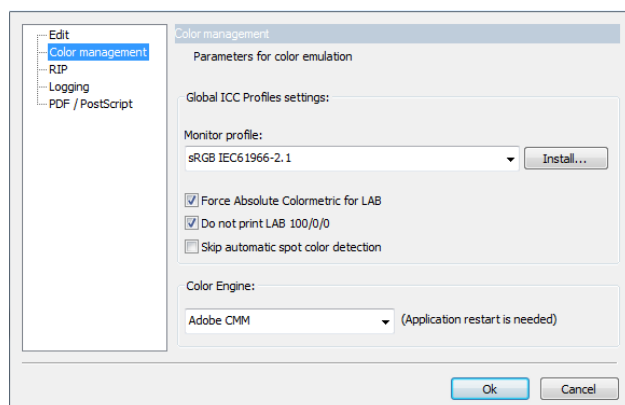 Edit
Color management
RIP
Logging
PDF / PostScript
Color management
Parameters for color emulation
Global ICC Profiles settings:
Monitor profile:
sRGB IEC61966-2.1
Install...
Force Absolute Colormetric for LAB
Do not print LAB 100/0/0
Skip automatic spot color detection
Color Engine:
Adobe CMM
(Application restart is needed)
Ok
Cancel